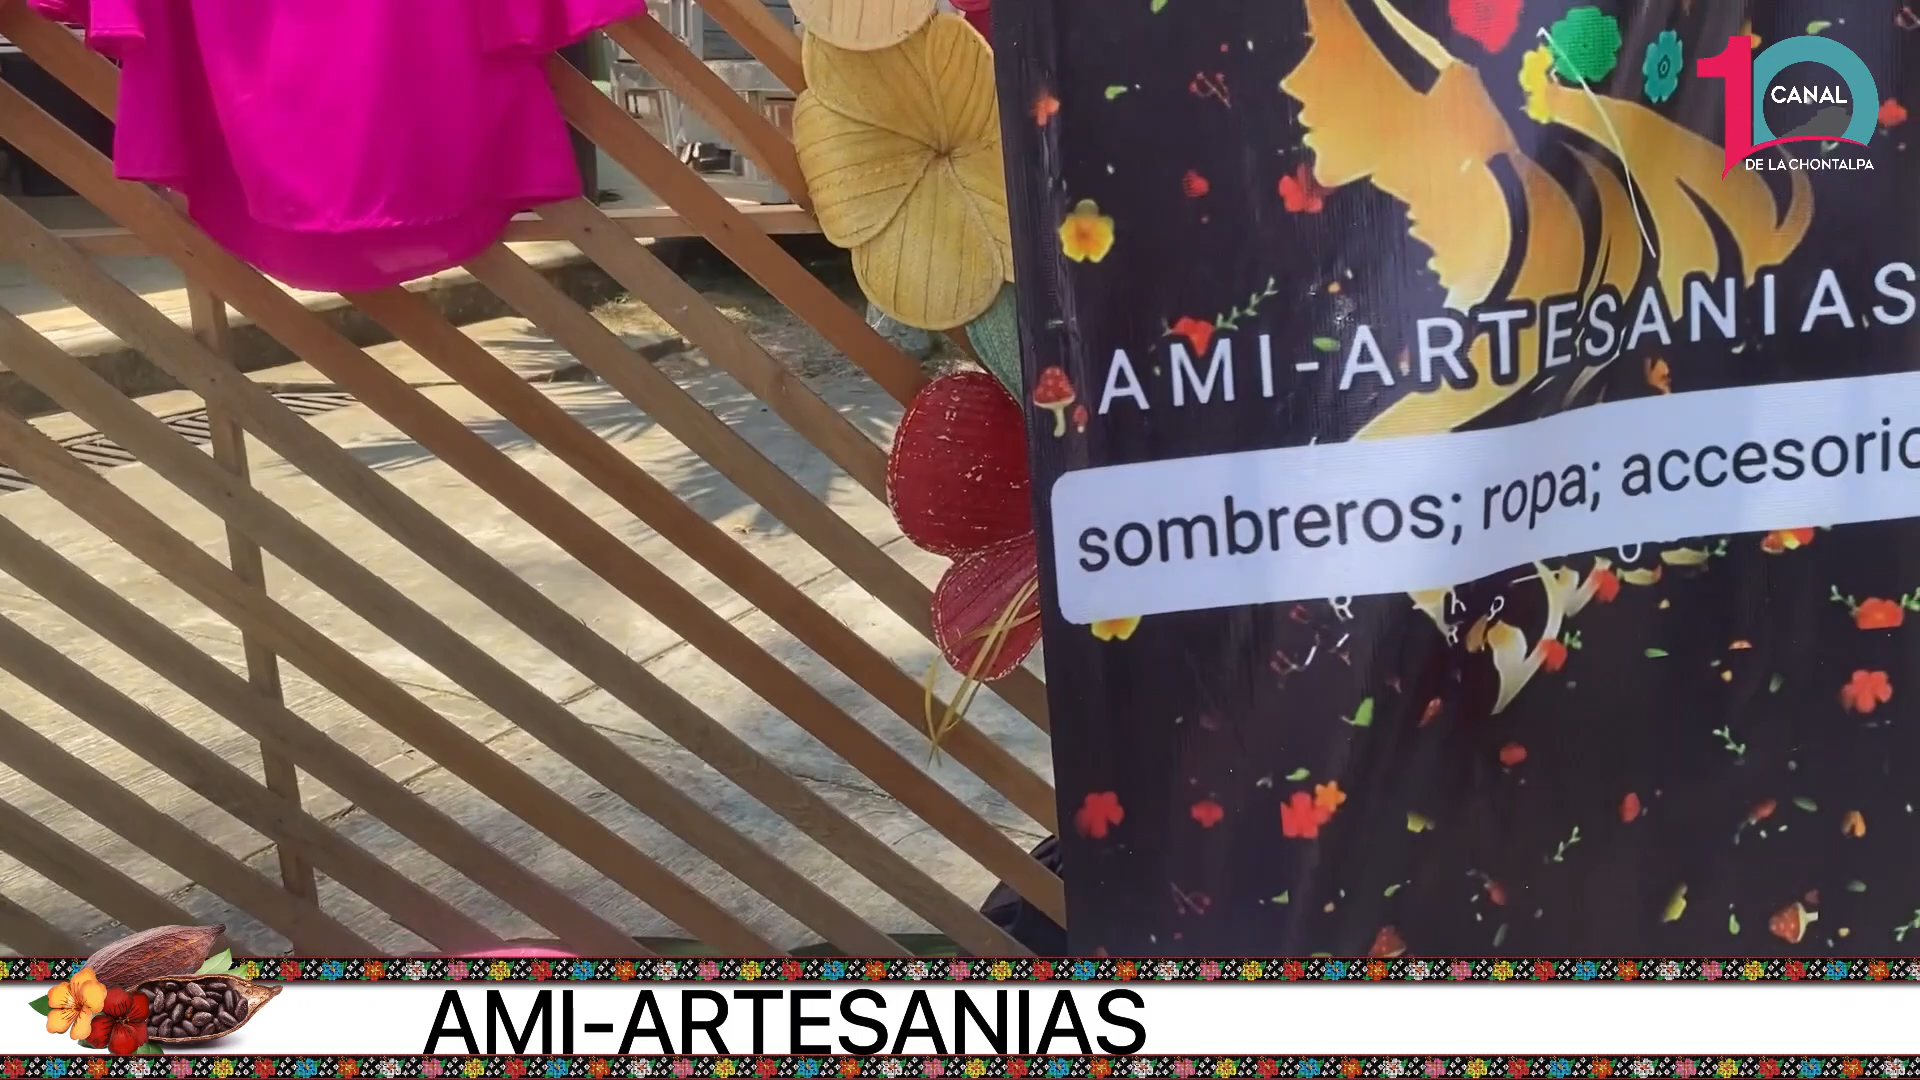 CANAL
DE LA CHONTALPA
AMI-ARTESANIAS
sombreros; ropa; accesorio
AMI-ARTESANIAS